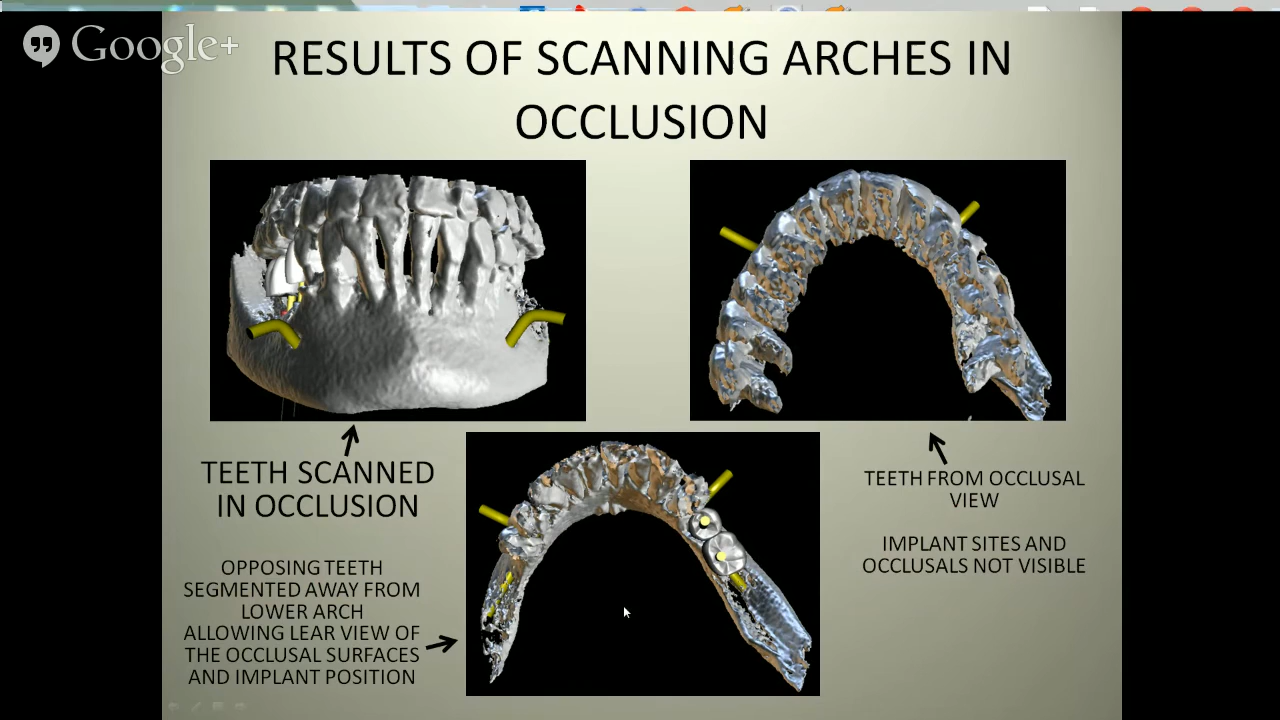 Google+
RESULTS OF SCANNING ARCHES IN
OCCLUSION
TEETH SCANNED
IN OCCLUSION
OPPOSING TEETH
SEGMENTED AWAY FROM
LOWER ARCH
ALLOWING LEAR VIEW OF
THE OCCLUSAL SURFACES
AND IMPLANT POSITION
TEETH FROM OCCLUSAL
VIEW
IMPLANT SITES AND
OCCLUSALS NOT VISIBLE